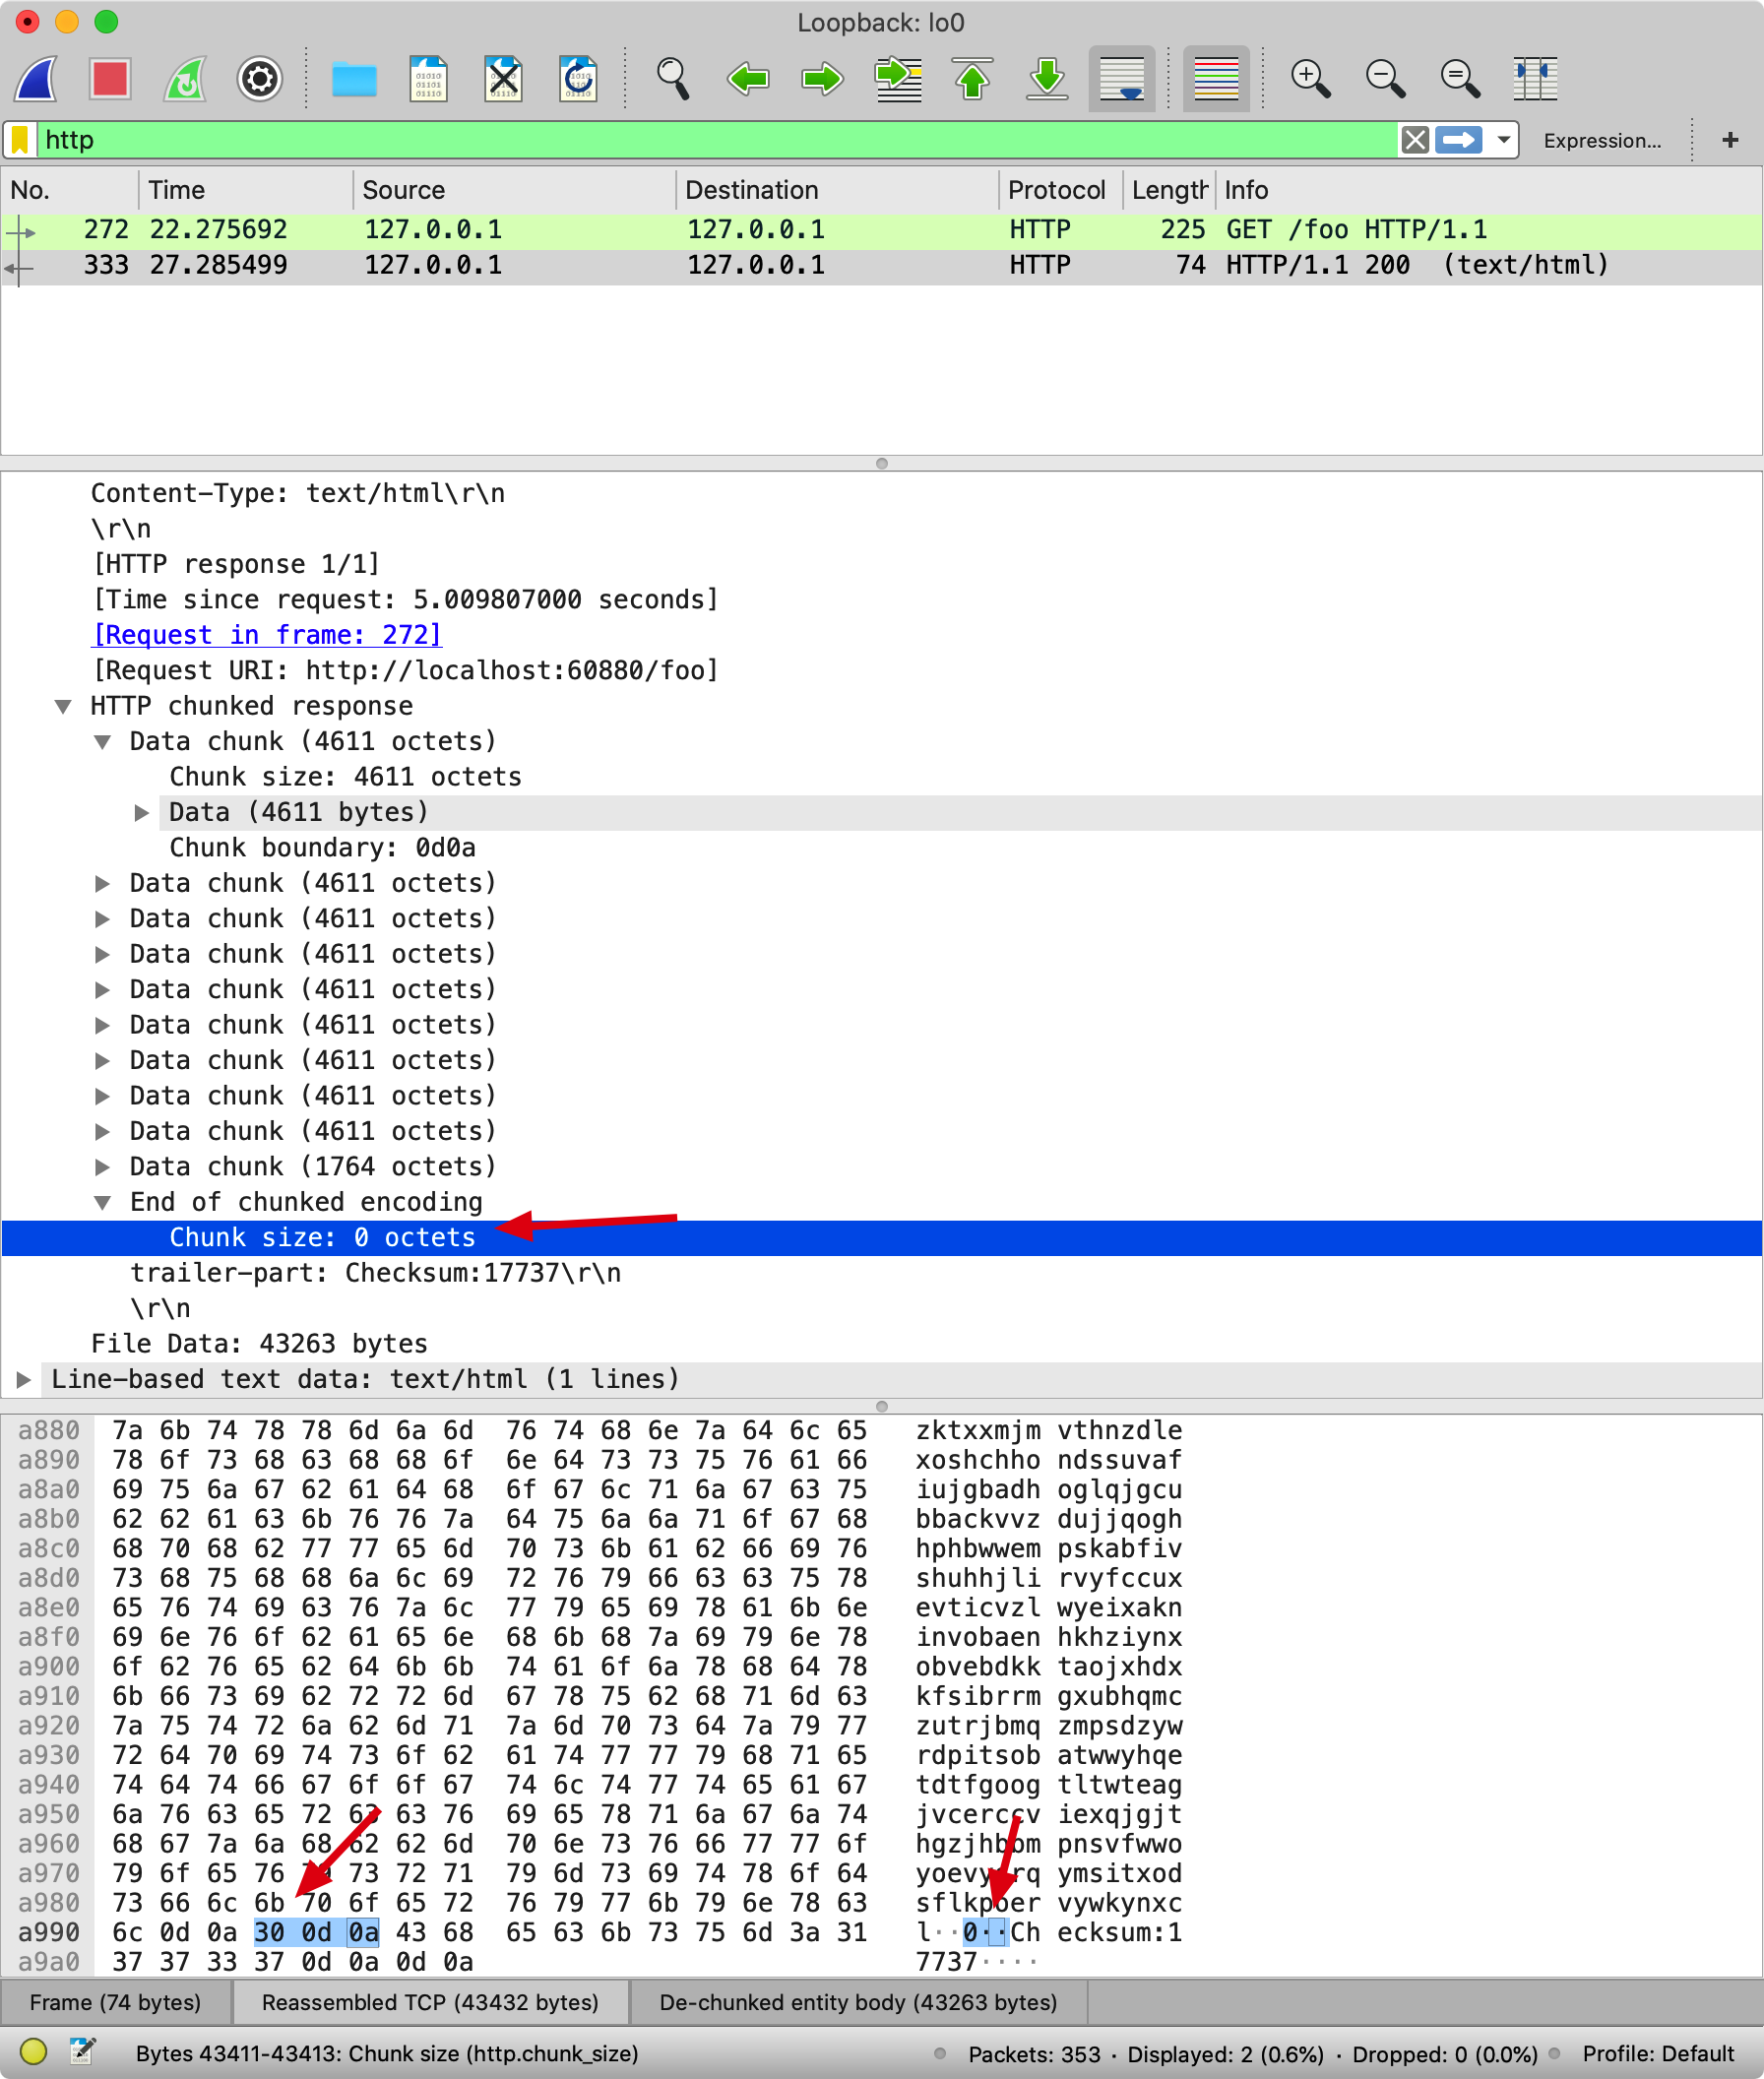 Loopback: lo0
http
Expression...
+
No. Time Source Destination Protocol Length Info
272 22.275692 127.0.0.1 127.0.0.1 HTTP 225 GET /foo HTTP/1.1
333 27.285499 127.0.0.1 127.0.0.1 HTTP 74 HTTP/1.1 200 (text/html)
Content-Type: text/html\r\n
\r\n
[HTTP response 1/1]
[Time since request: 5.009807000 seconds]
[Request in frame: 272]
[Request URI: http://localhost:60880/foo]
HTTP chunked response
Data chunk (4611 octets)
Chunk size: 4611 octets
Data (4611 bytes)
Chunk boundary: 0d0a
Data chunk (4611 octets)
Data chunk (4611 octets)
Data chunk (4611 octets)
Data chunk (4611 octets)
Data chunk (4611 octets)
Data chunk (4611 octets)
Data chunk (4611 octets)
Data chunk (4611 octets)
Data chunk (1764 octets)
End of chunked encoding
Chunk size: 0 octets
trailer-part: Checksum:17737\r\n
\r\n
File Data: 43263 bytes
Line-based text data: text/html (1 lines)
a880 7a 6b 74 78 78 6d 6a 6d 76 74 68 6e 7a 64 6c 65 zktxxmjm vthnzdle
a890 78 6f 73 68 63 68 68 6f 6e 64 73 73 75 76 61 66 xoshchho ndssuvaf
a8a0 69 75 6a 67 62 61 64 68 6f 67 6c 71 6a 67 63 75 iujgbadh oglqjgcu
a8b0 62 62 61 63 6b 76 76 7a 64 75 6a 6a 71 6f 67 68 bbackvvz dujjqogh
a8c0 68 70 68 62 77 77 65 6d 70 73 6b 61 62 66 69 76 hphbwwem pskabfiv
a8d0 73 68 75 68 68 6a 6c 69 72 76 79 66 63 63 75 78 shuhhjli rvyfccux
a8e0 65 76 74 69 63 76 7a 6c 77 79 65 69 78 61 6b 6e evticvzl wyeixakn
a8f0 69 6e 76 6f 62 61 65 6e 68 6b 68 7a 69 79 6e 78 invobaen hkhziynx
a900 6f 62 76 65 62 64 6b 6b 74 61 6f 6a 78 68 64 78 obvebdkk taojxhdx
a910 6b 66 73 69 62 72 72 6d 67 78 75 62 68 71 6d 63 kfsibrrm gxubhqmc
a920 7a 75 74 72 6a 62 6d 71 7a 6d 70 73 64 7a 79 77 zutrjbmq zmpsdzyw
a930 72 64 70 69 74 73 6f 62 61 74 77 77 79 68 71 65 rdpitsob atwwyhqe
a940 74 64 74 66 67 6f 6f 67 74 6c 74 77 74 65 61 67 tdtfgoog tltwteag
a950 6a 76 63 65 72 63 63 76 69 65 78 71 6a 67 6a 74 jvcerccv iexqjgjt
a960 68 67 7a 6a 68 62 62 6d 70 6e 73 76 66 77 77 6f hgzjhbbm pnsvfwwo
a970 79 6f 65 76 79 73 72 71 79 6d 73 69 74 78 6f 64 yoevysrq ymsitxod
a980 73 66 6c 6b 70 6f 65 72 76 79 77 6b 79 6e 78 63 sflkpoer vywkynxc
a990 6c 0d 0a 30 0d 0a 43 68 65 63 6b 73 75 6d 3a 31 l··0··Ch ecksum:1
a9a0 37 37 33 37 0d 0a 0d 0a 7737····
Frame (74 bytes) Reassembled TCP (43432 bytes) De-chunked entity body (43263 bytes)
Bytes 43411-43413: Chunk size (http.chunk_size) Packets: 353 · Displayed: 2 (0.6%) · Dropped: 0 (0.0%) Profile: Default